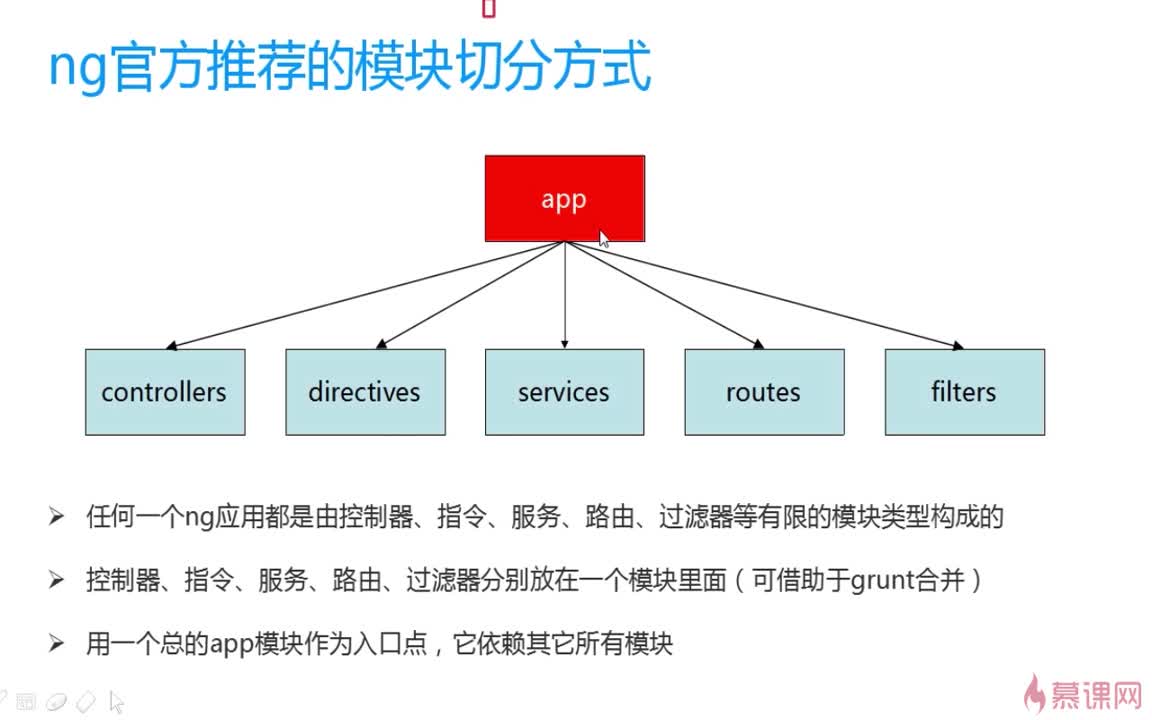 ng官方推荐的模块切分方式
app
controllers
directives
services
routes
filters
任何一个ng应用都是由控制器、指令、服务、路由、过滤器等有限的模块类型构成的
控制器、指令、服务、路由、过滤器分别放在一个模块里面（可借助于grunt合并）
用一个总的app模块作为入口点，它依赖其它所有模块
慕课网